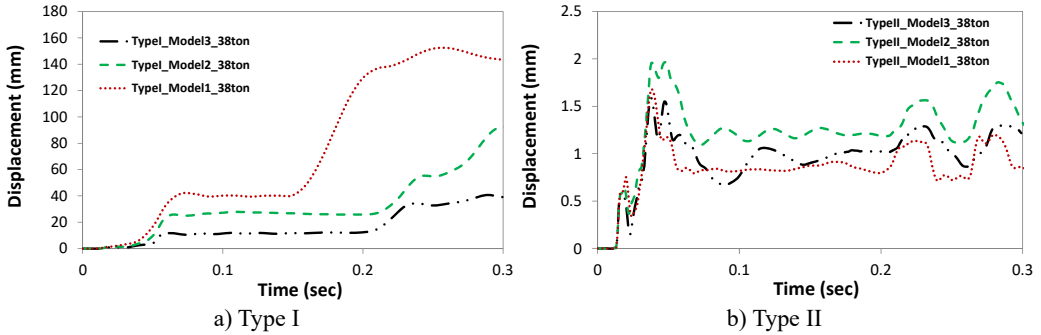 180
160
140
120
100
80
60
40
20
0
Displacement (mm)
TypeI_Model3_38ton
TypeI_Model2_38ton
TypeI_Model1_38ton
0 0.1 0.2 0.3
Time (sec)
a) Type I
2.5
2
1.5
1
0.5
0
Displacement (mm)
TypeII_Model3_38ton
TypeII_Model2_38ton
TypeII_Model1_38ton
0 0.1 0.2 0.3
Time (sec)
b) Type II